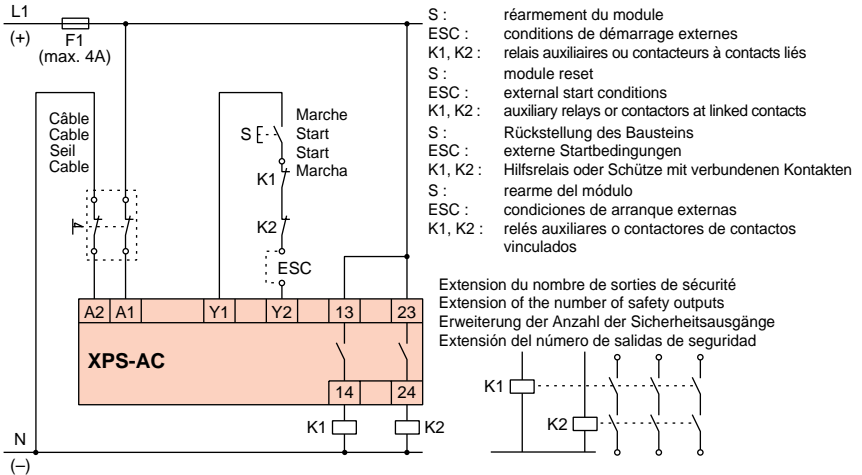 L1
(+)
F1
(max. 4A)
Câble
Cable
Seil
Cable
Marche
S Start
Start
K1 Marcha
K2
ESC
A2 A1 Y1 Y2 13 23
XPS-AC
14 24
K1 K2
N
(–)
S : réarmement du module
ESC : conditions de démarrage externes
K1, K2 : relais auxiliaires ou contacteurs à contacts liés
S : module reset
ESC : external start conditions
K1, K2 : auxiliary relays or contactors at linked contacts
S : Rückstellung des Bausteins
ESC : externe Startbedingungen
K1, K2 : Hilfsrelais oder Schütze mit verbundenen Kontakten
S : rearme del módulo
ESC : condiciones de arranque externas
K1, K2 : relés auxiliares o contactores de contactos
vinculados
Extension du nombre de sorties de sécurité
Extension of the number of safety outputs
Erweiterung der Anzahl der Sicherheitsausgänge
Extensión del número de salidas de seguridad
K1
K2